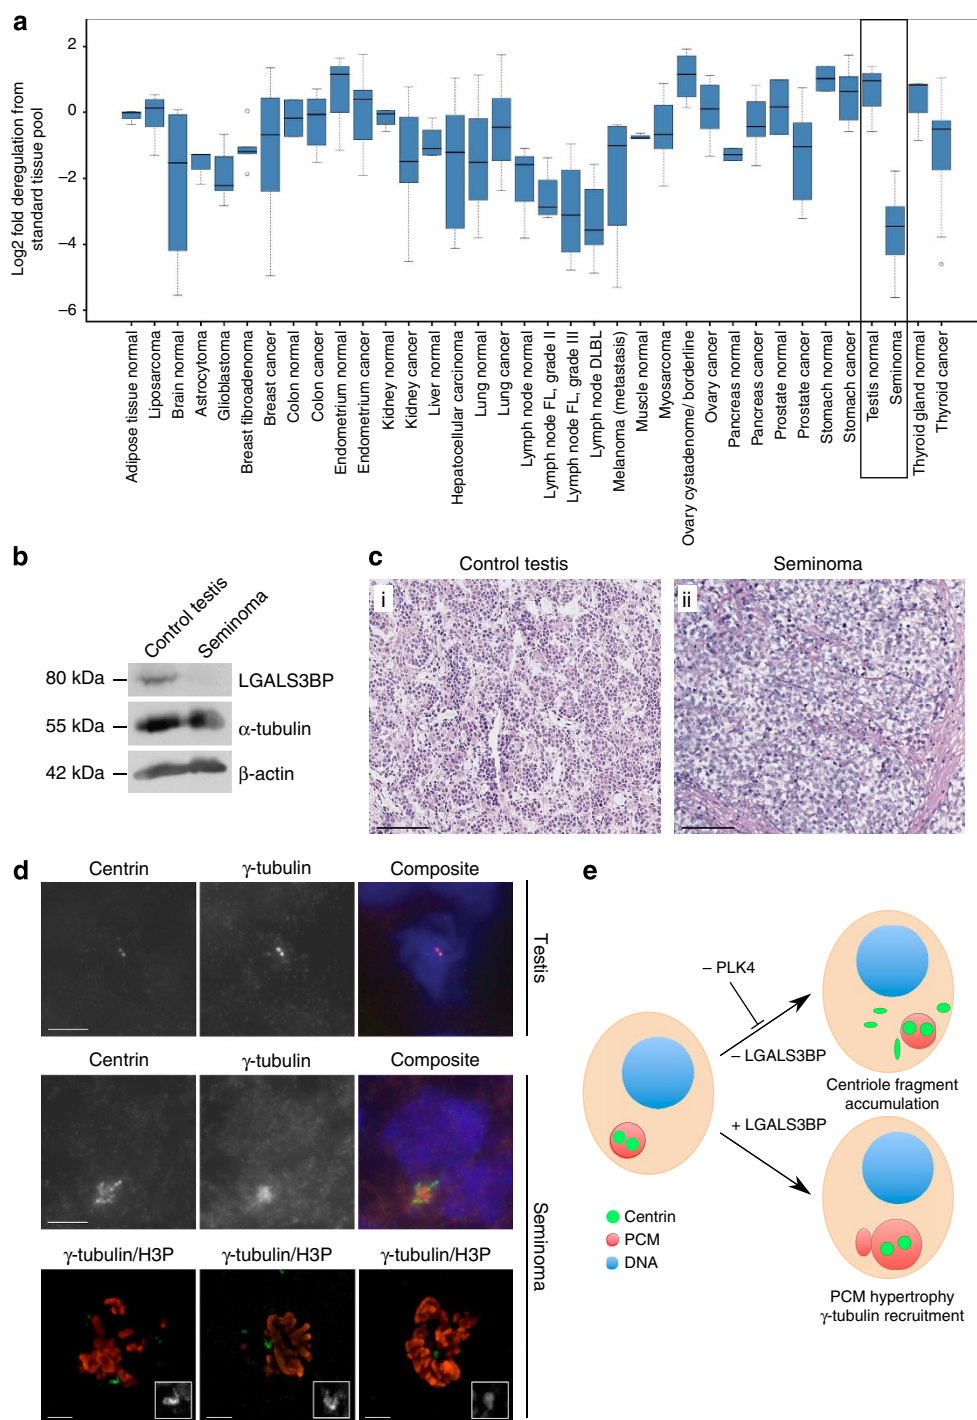 a
Log2 fold deregulation from
standard tissue pool
2
0
−2
−4
−6
Adipose tissue normal
Liposarcoma
Brain normal
Astrocytoma
Glioblastoma
Breast fibroadenoma
Breast cancer
Colon normal
Colon cancer
Endometrium normal
Endometrium cancer
Kidney normal
Kidney cancer
Liver normal
Hepatocellular carcinoma
Lung normal
Lung cancer
Lymph node normal
Lymph node FL, grade II
Lymph node FL, grade III
Lymph node DLBL
Melanoma (metastasis)
Muscle normal
Myosarcoma
Ovary cystadenome/ borderline
Ovary cancer
Pancreas normal
Pancreas cancer
Prostate normal
Prostate cancer
Stomach normal
Stomach cancer
Testis normal
Seminoma
Thyroid gland normal
Thyroid cancer
b
Control testis
Seminoma
80 kDa
LGALS3BP
55 kDa
α-tubulin
42 kDa
β-actin
c
Control testis
Seminoma
i
ii
d
Centrin
γ-tubulin
Composite
Testis
Centrin
γ-tubulin
Composite
Seminoma
γ-tubulin/H3P
γ-tubulin/H3P
γ-tubulin/H3P
e
− PLK4
− LGALS3BP
Centriole fragment
accumulation
+ LGALS3BP
Centrin
PCM
DNA
PCM hypertrophy
γ-tubulin recruitment